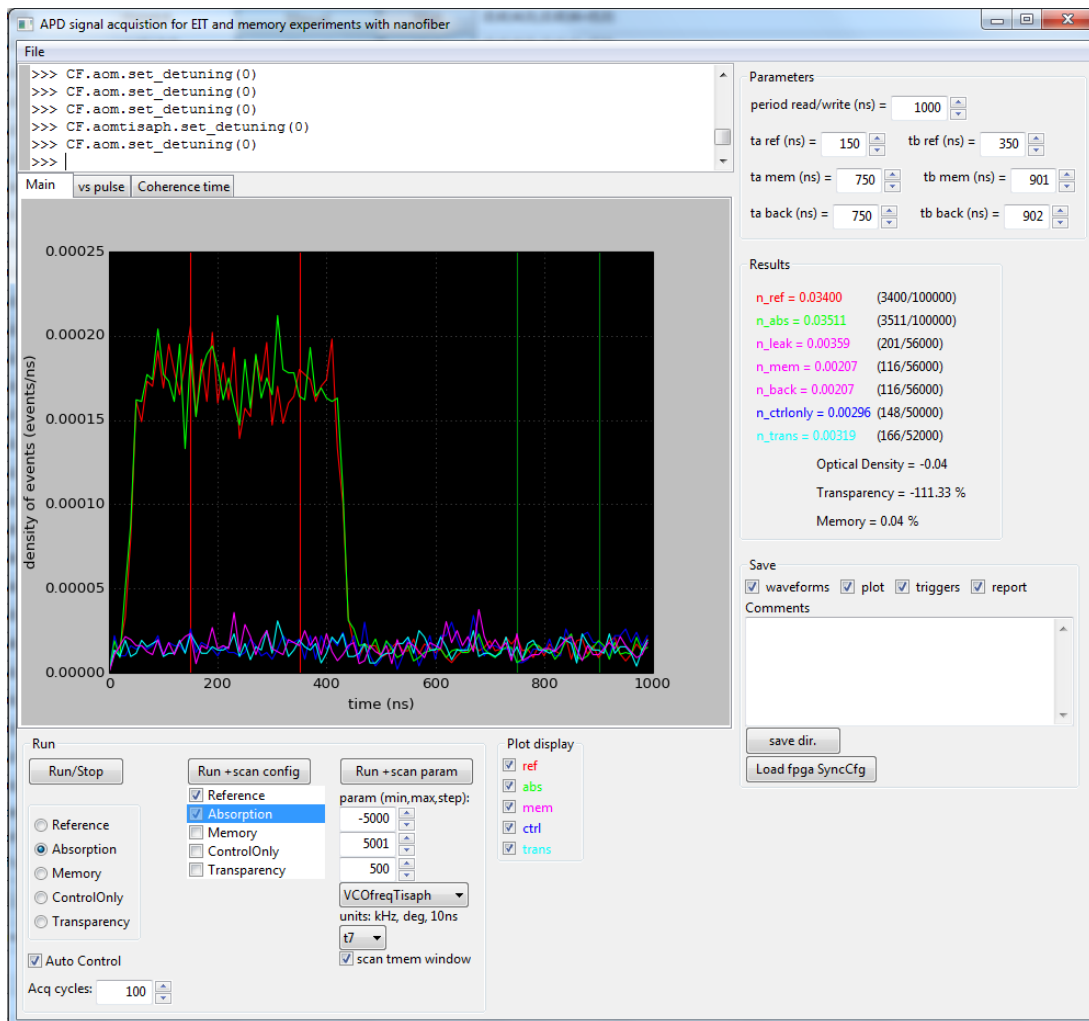 APD signal acquistion for EIT and memory experiments with nanofiber
File
>>> CF.aom.set_detuning(0)
>>> CF.aom.set_detuning(0)
>>> CF.aom.set_detuning(0)
>>> CF.aomtisaph.set_detuning(0)
>>> CF.aom.set_detuning(0)
>>>
Main vs pulse Coherence time
0.00025
0.00020
0.00015
0.00010
0.00005
0.00000
density of events (events/ns)
0 200 400 600 800 1000
time (ns)
Parameters
period read/write (ns) = 1000
ta ref (ns) = 150 tb ref (ns) = 350
ta mem (ns) = 750 tb mem (ns) = 901
ta back (ns) = 750 tb back (ns) = 902
Results
n_ref = 0.03400 (3400/100000)
n_abs = 0.03511 (3511/100000)
n_leak = 0.00359 (201/56000)
n_mem = 0.00207 (116/56000)
n_back = 0.00207 (116/56000)
n_ctrlonly = 0.00296 (148/50000)
n_trans = 0.00319 (166/52000)
Optical Density = -0.04
Transparency = -111.33 %
Memory = 0.04 %
Save
waveforms plot triggers report
Comments
save dir.
Load fpga SyncCfg
Run
Run/Stop
Reference
Absorption
Memory
ControlOnly
Transparency
Auto Control
Acq cycles: 100
Run +scan config
Reference
Absorption
Memory
ControlOnly
Transparency
Run +scan param
param (min,max,step):
-5000
5001
500
VCOfreqTisaph
units: kHz, deg, 10ns
t7
scan tmem window
Plot display
ref
abs
mem
ctrl
trans